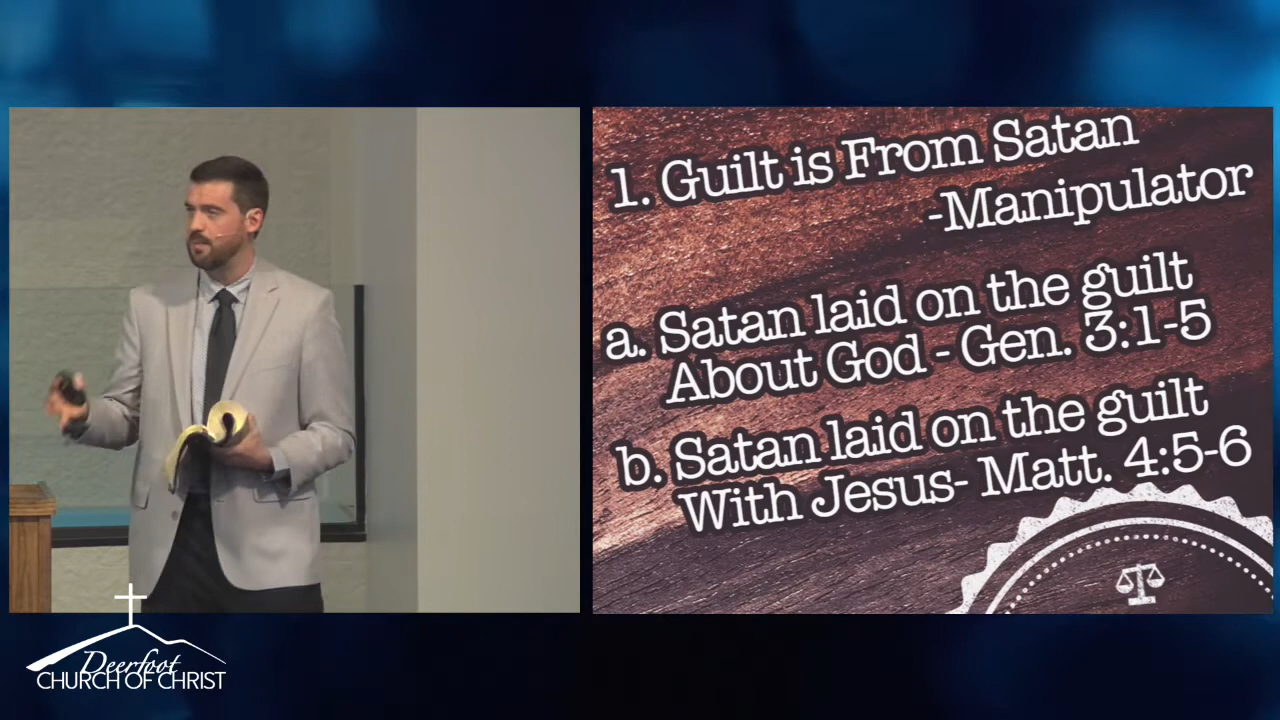 1. Guilt is From Satan
-Manipulator
a. Satan laid on the guilt
About God - Gen. 3:1-5
b. Satan laid on the guilt
With Jesus- Matt. 4:5-6
Deerfoot
CHURCH OF CHRIST